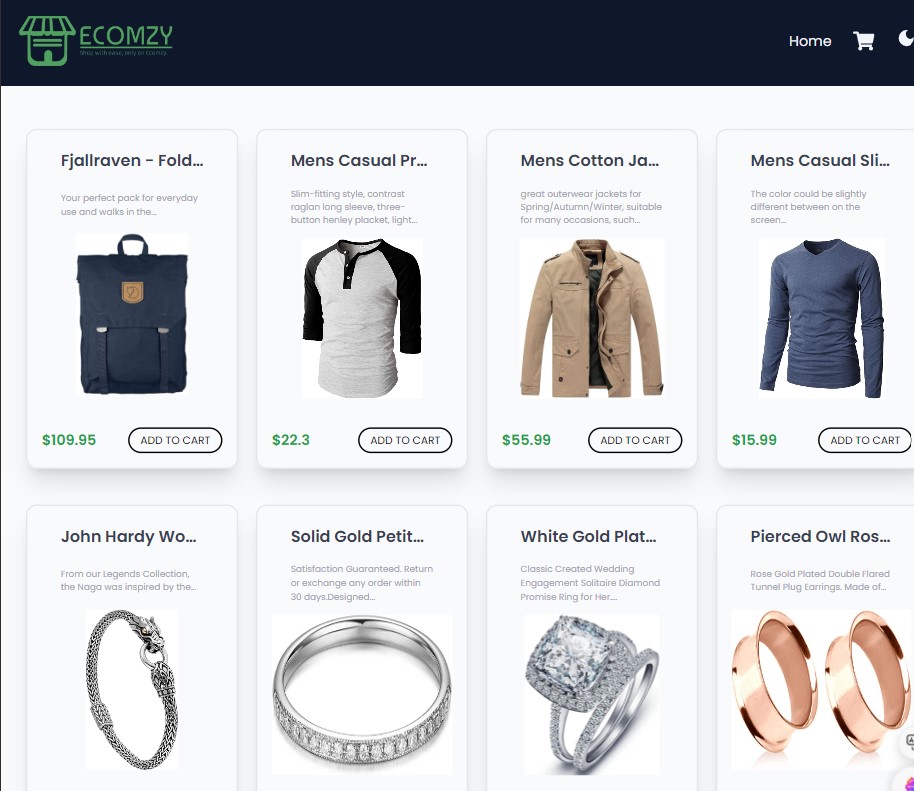 ECOMZY
Shop with ease, only on Ecomzy
Home
Fjallraven - Fold...
Your perfect pack for everyday
use and walks in the...
$109.95
ADD TO CART
Mens Casual Pr...
Slim-fitting style, contrast
raglan long sleeve, three-
button henley placket, light...
$22.3
ADD TO CART
Mens Cotton Ja...
great outerwear jackets for
Spring/Autumn/Winter, suitable
for many occasions, such...
$55.99
ADD TO CART
Mens Casual Sli...
The color could be slightly
different between on the
screen...
$15.99
ADD TO CART
John Hardy Wo...
From our Legends Collection,
the Naga was inspired by the...
Solid Gold Petit...
Satisfaction Guaranteed. Return
or exchange any order within
30 days.Designed...
White Gold Plat...
Classic Created Wedding
Engagement Solitaire Diamond
Promise Ring for Her....
Pierced Owl Ros...
Rose Gold Plated Double Flared
Tunnel Plug Earrings. Made of...